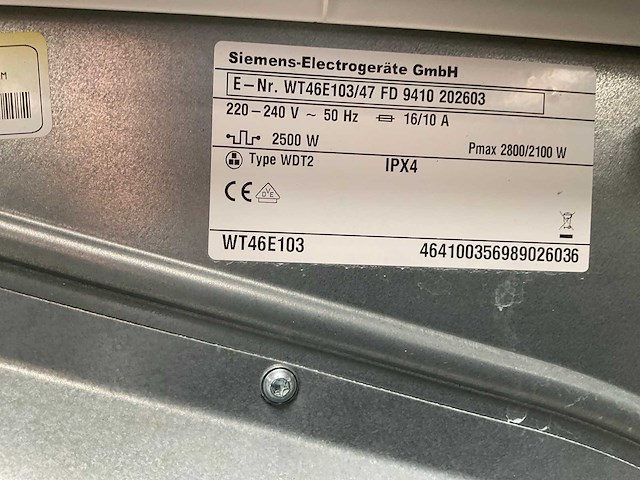 M
Siemens-Electrogeräte GmbH
E-Nr. WT46E103/47 FD 9410 202603
220-240 V ~ 50 Hz 16/10 A
2500 W Pmax 2800/2100 W
Type WDT2 IPX4
CE VDE
WT46E103 464100356989026036